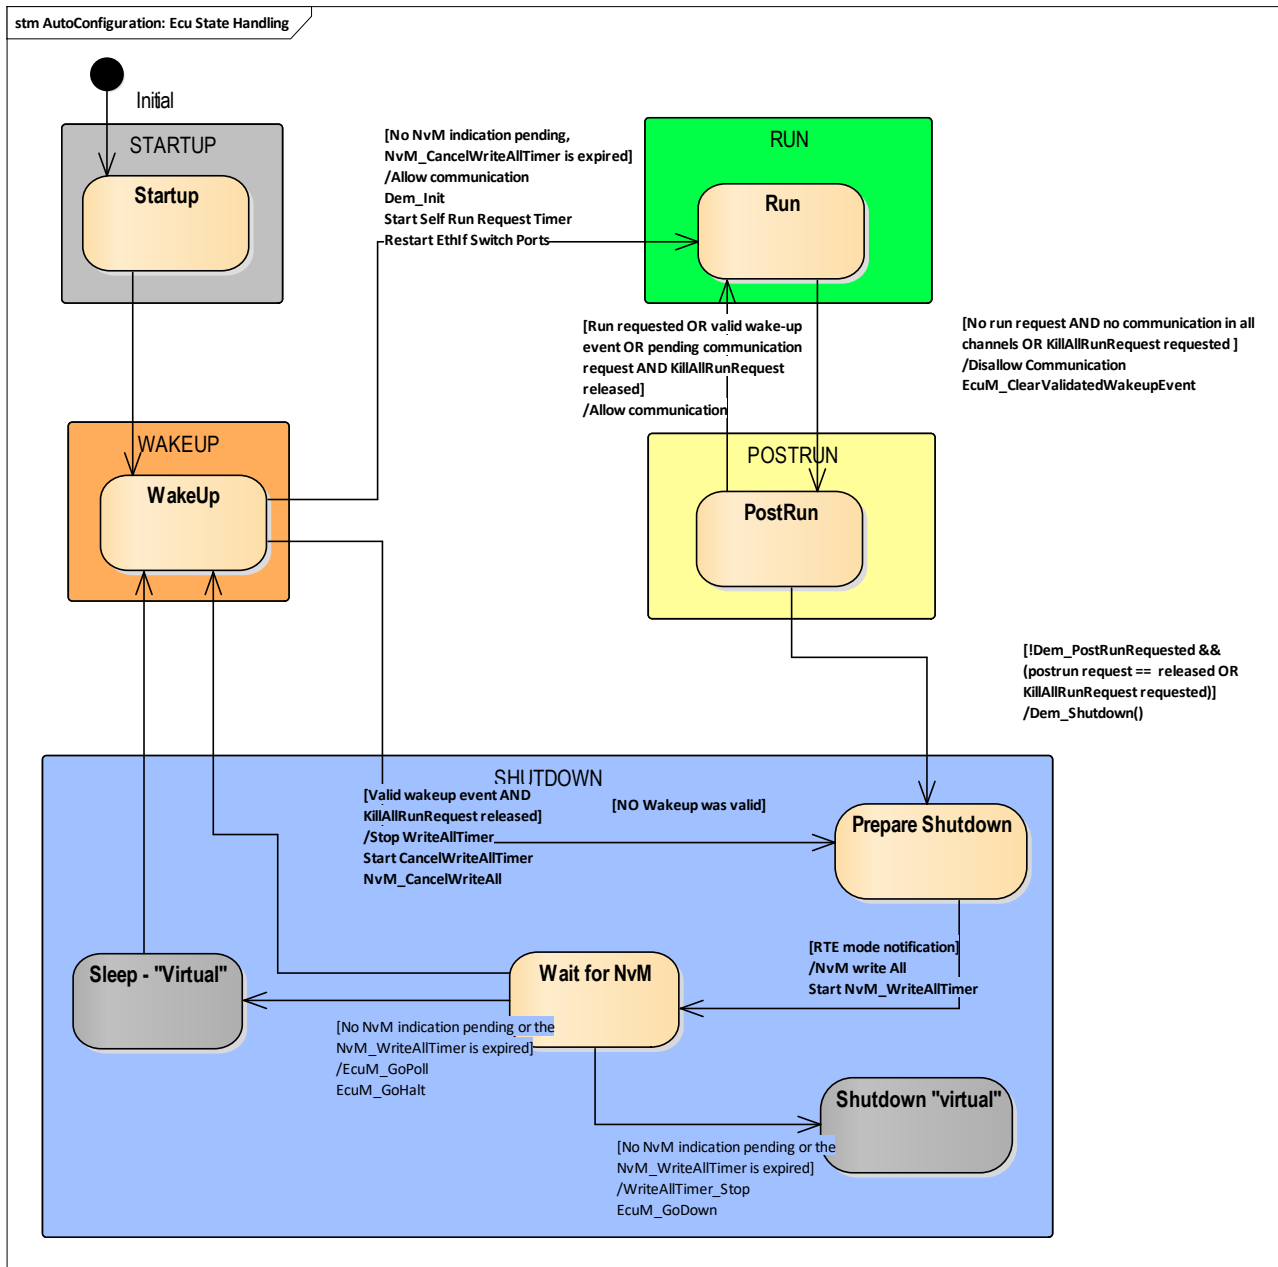 stm AutoConfiguration: Ecu State Handling
Initial
STARTUP
Startup
[No NvM indication pending,
NvM_CancelWriteAllTimer is expired]
/Allow communication
Dem_Init
Start Self Run Request Timer
Restart EthIf Switch Ports
RUN
Run
[Run requested OR valid wake-up
event OR pending communication
request AND KillAllRunRequest
released]
/Allow communication
[No run request AND no communication in all
channels OR KillAllRunRequest requested ]
/Disallow Communication
EcuM_ClearValidatedWakeupEvent
WAKEUP
WakeUp
POSTRUN
PostRun
[!Dem_PostRunRequested &&
(postrun request ==  released OR
KillAllRunRequest requested)]
/Dem_Shutdown()
SHUTDOWN
[Valid wakeup event AND
KillAllRunRequest released]
/Stop WriteAllTimer
Start CancelWriteAllTimer
NvM_CancelWriteAll
[NO Wakeup was valid]
Prepare Shutdown
[RTE mode notification]
/NvM write All
Start NvM_WriteAllTimer
Sleep - "Virtual"
Wait for NvM
[No NvM indication pending or the
NvM_WriteAllTimer is expired]
/EcuM_GoPoll
EcuM_GoHalt
Shutdown "virtual"
[No NvM indication pending or the
NvM_WriteAllTimer is expired]
/WriteAllTimer_Stop
EcuM_GoDown